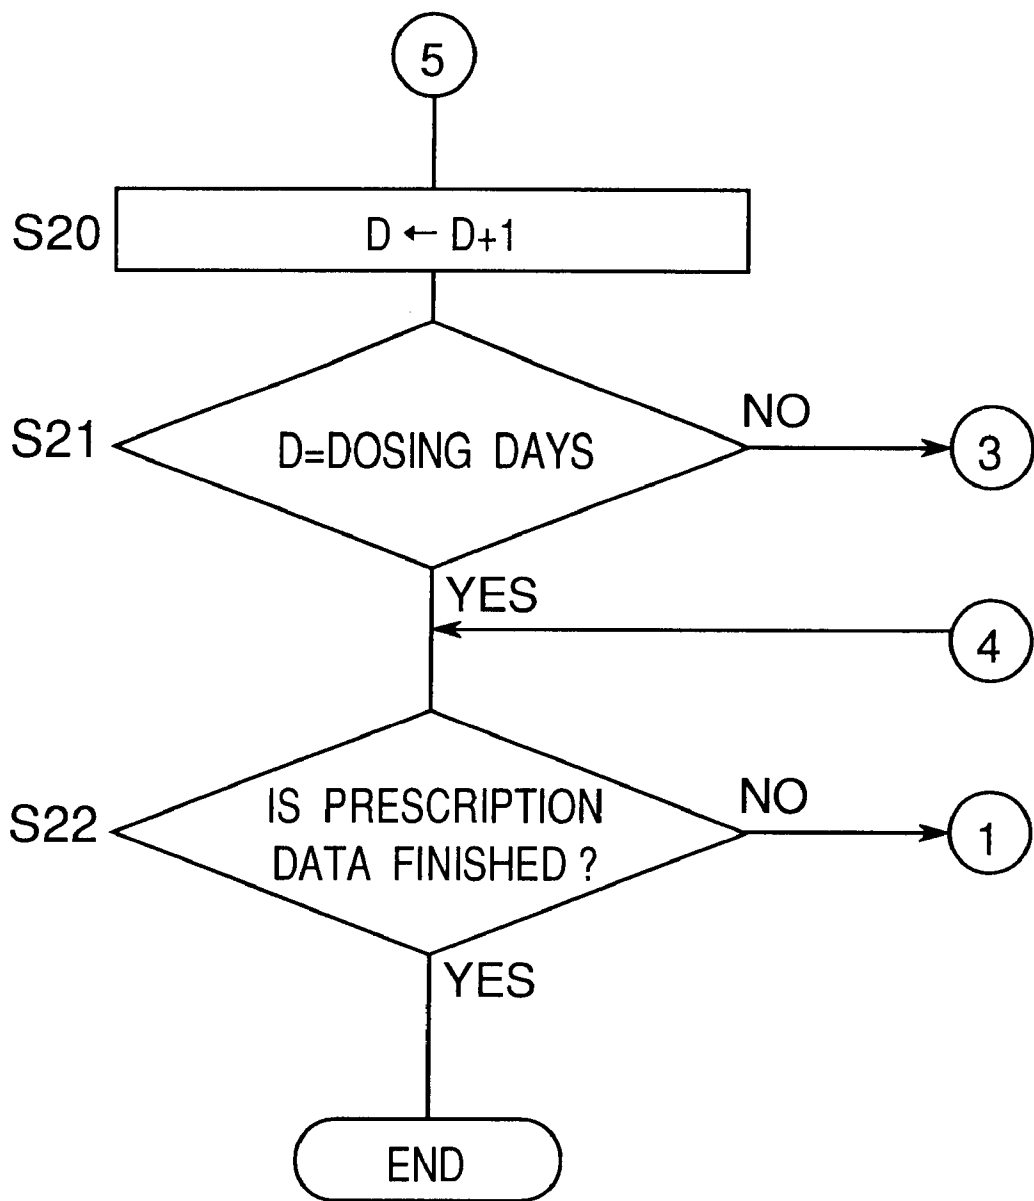 5
S20
D ← D+1
S21
D=DOSING DAYS
NO
3
YES
4
S22
IS PRESCRIPTION
DATA FINISHED ?
NO
1
YES
END